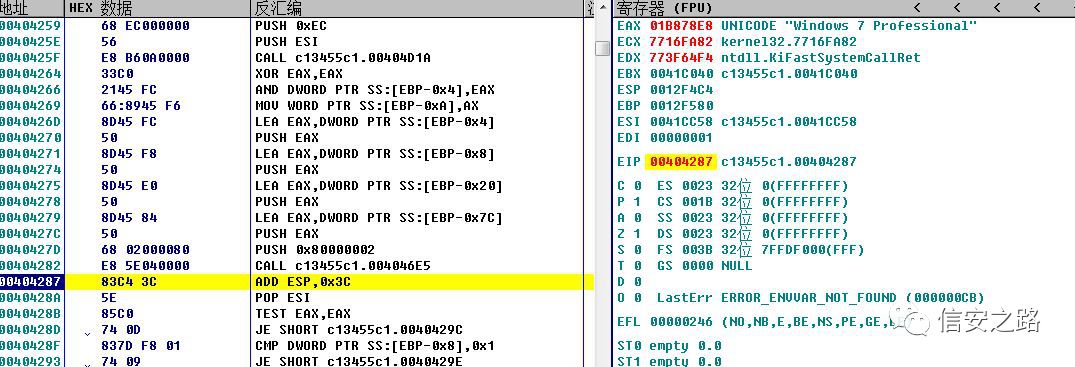 地址 HEX 数据 反汇编 寄存器 (FPU) < < < <
00404259 68 EC000000 PUSH 0xEC
0040425E 56 PUSH ESI
0040425F E8 B60A0000 CALL c13455c1.00404D1A
00404264 33C0 XOR EAX,EAX
00404266 2145 FC AND DWORD PTR SS:[EBP-0x4],EAX
00404269 66:8945 F6 MOV WORD PTR SS:[EBP-0xA],AX
0040426D 8D45 FC LEA EAX,DWORD PTR SS:[EBP-0x4]
00404270 50 PUSH EAX
00404271 8D45 F8 LEA EAX,DWORD PTR SS:[EBP-0x8]
00404274 50 PUSH EAX
00404275 8D45 E0 LEA EAX,DWORD PTR SS:[EBP-0x20]
00404278 50 PUSH EAX
00404279 8D45 84 LEA EAX,DWORD PTR SS:[EBP-0x7C]
0040427C 50 PUSH EAX
0040427D 68 02000080 PUSH 0x80000002
00404282 E8 5E040000 CALL c13455c1.004046E5
00404287 83C4 3C ADD ESP,0x3C
0040428A 5E POP ESI
0040428B 85C0 TEST EAX,EAX
0040428D 74 0D JE SHORT c13455c1.0040429C
0040428F 837D F8 01 CMP DWORD PTR SS:[EBP-0x8],0x1
00404293 74 09 JE SHORT c13455c1.0040429E
EAX 01B878E8 UNICODE "Windows 7 Professional"
ECX 7716FA82 kernel32.7716FA82
EDX 773F64F4 ntdll.KiFastSystemCallRet
EBX 0041C040 c13455c1.0041C040
ESP 0012F4C4
EBP 0012F580
ESI 0041CC58 c13455c1.0041CC58
EDI 00000001
EIP 00404287 c13455c1.00404287
C 0 ES 0023 32位 0(FFFFFFFF)
P 1 CS 001B 32位 0(FFFFFFFF)
A 0 SS 0023 32位 0(FFFFFFFF)
Z 1 DS 0023 32位 0(FFFFFFFF)
S 0 FS 003B 32位 7FFDF000(FFF)
T 0 GS 0000 NULL
D 0
O 0 LastErr ERROR_ENVVAR_NOT_FOUND (000000CB)
EFL 00000246 (NO,NB,E,BE,NS,PE,GE,
信安之路
ST0 empty 0.0
ST1 empty 0.0